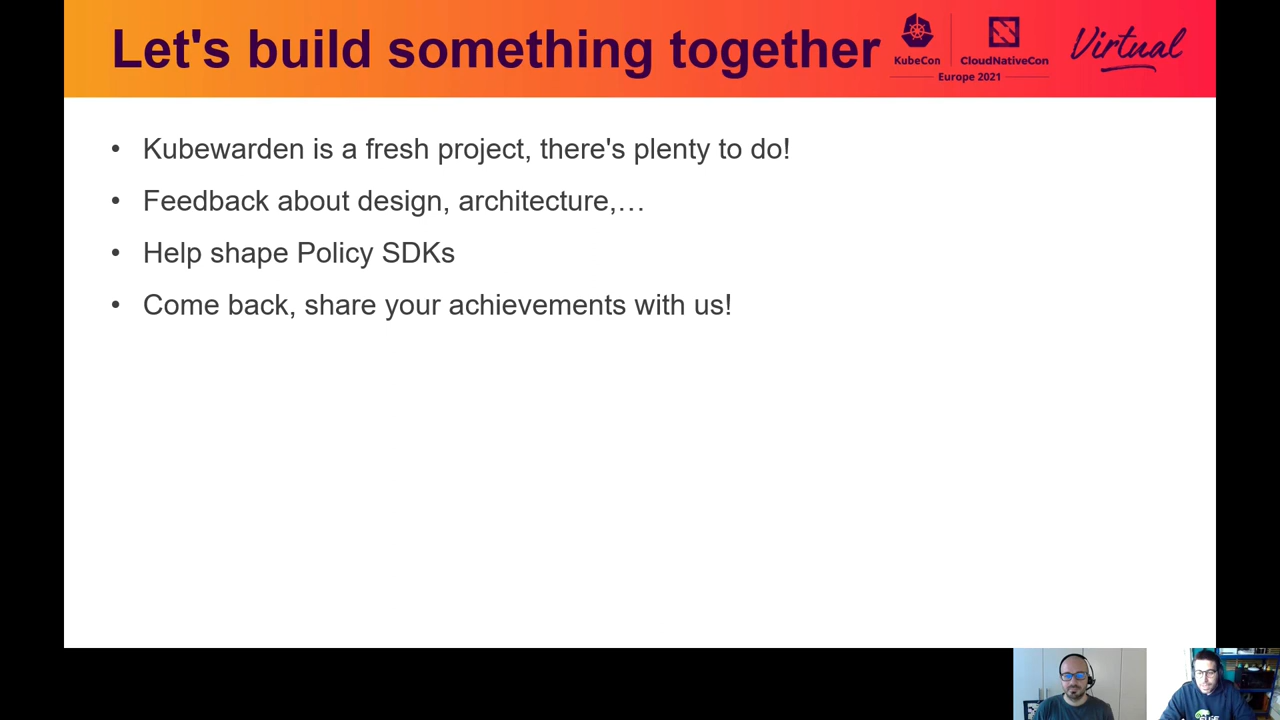 Let's build something together
KubeCon
CloudNativeCon
Europe 2021
Virtual
• Kubewarden is a fresh project, there's plenty to do!
• Feedback about design, architecture,…
• Help shape Policy SDKs
• Come back, share your achievements with us!